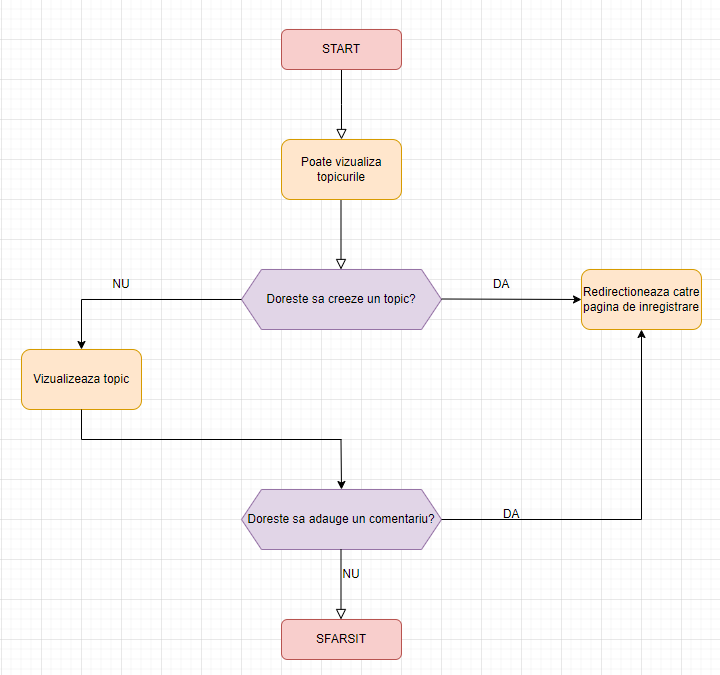 START
Poate vizualiza
topicurile
NU
DA
Doreste sa creeze un topic?
Redirectioneaza catre
pagina de inregistrare
Vizualizeaza topic
Doreste sa adauge un comentariu?
DA
NU
SFARSIT